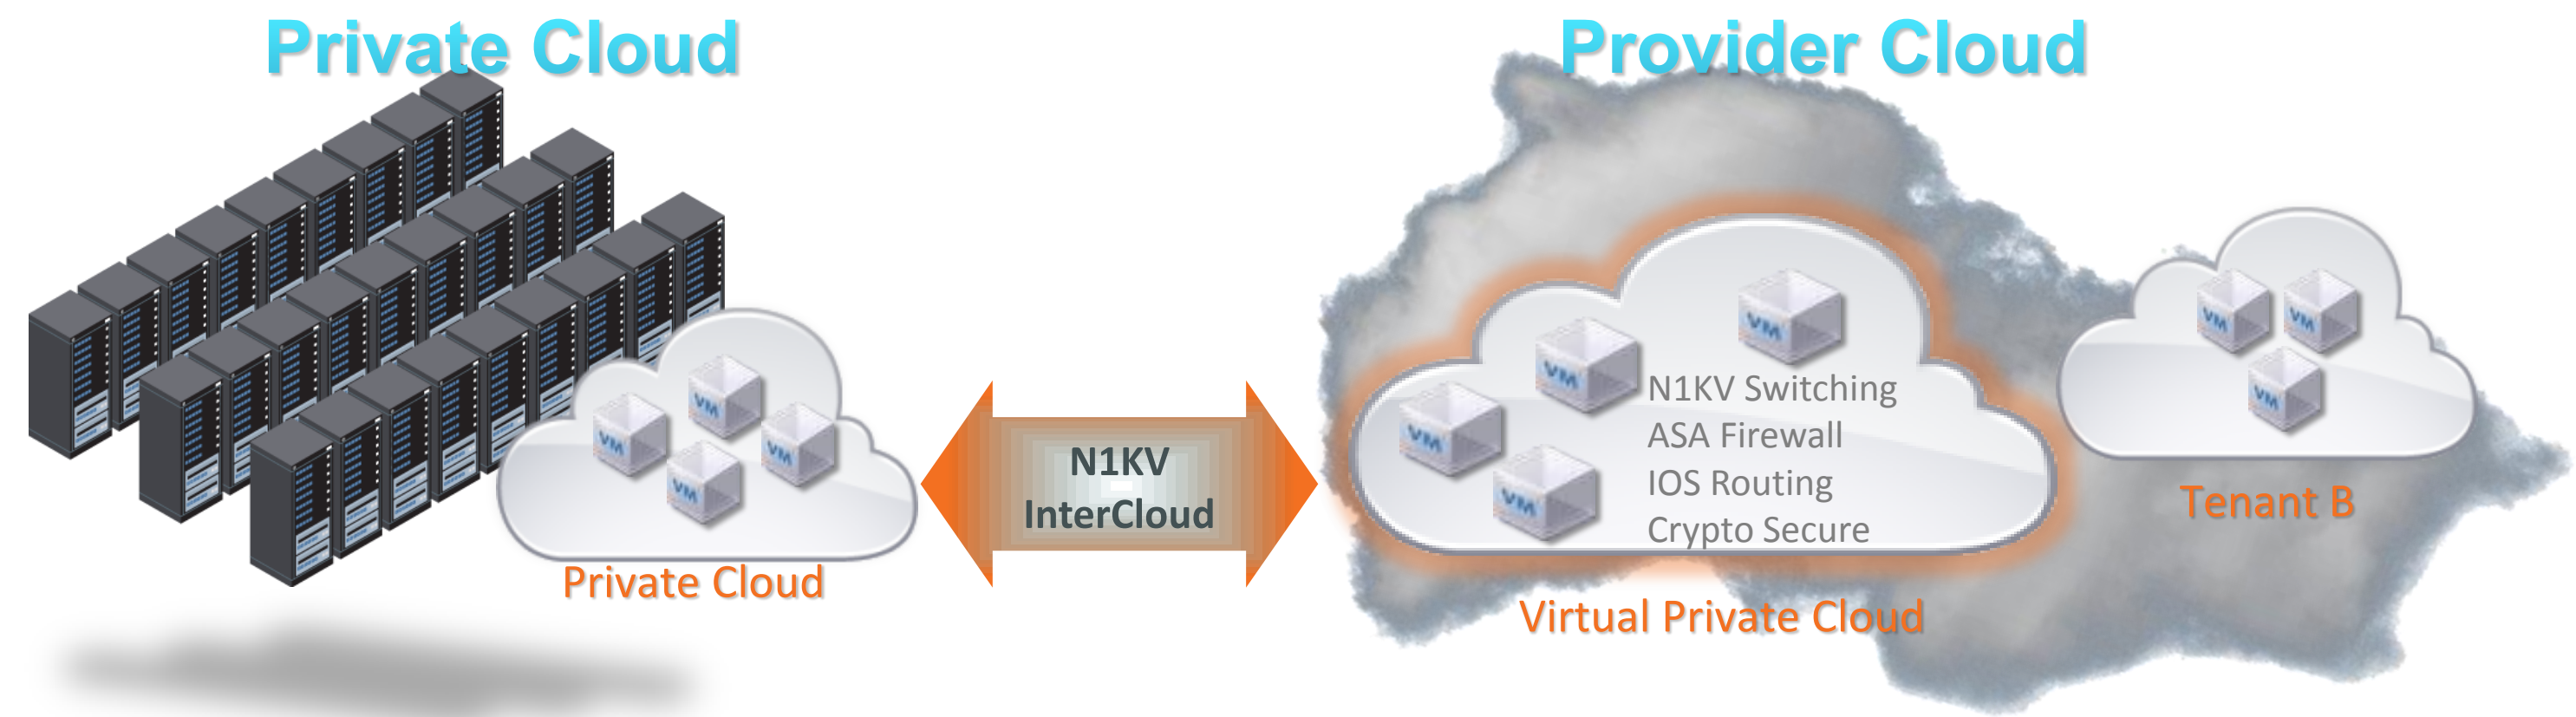 Private Cloud
Provider Cloud
VM
VM
VM
VM
Private Cloud
N1KV
InterCloud
VM
VM
VM
VM
N1KV Switching
ASA Firewall
IOS Routing
Crypto Secure
Virtual Private Cloud
VM
VM
VM
Tenant B